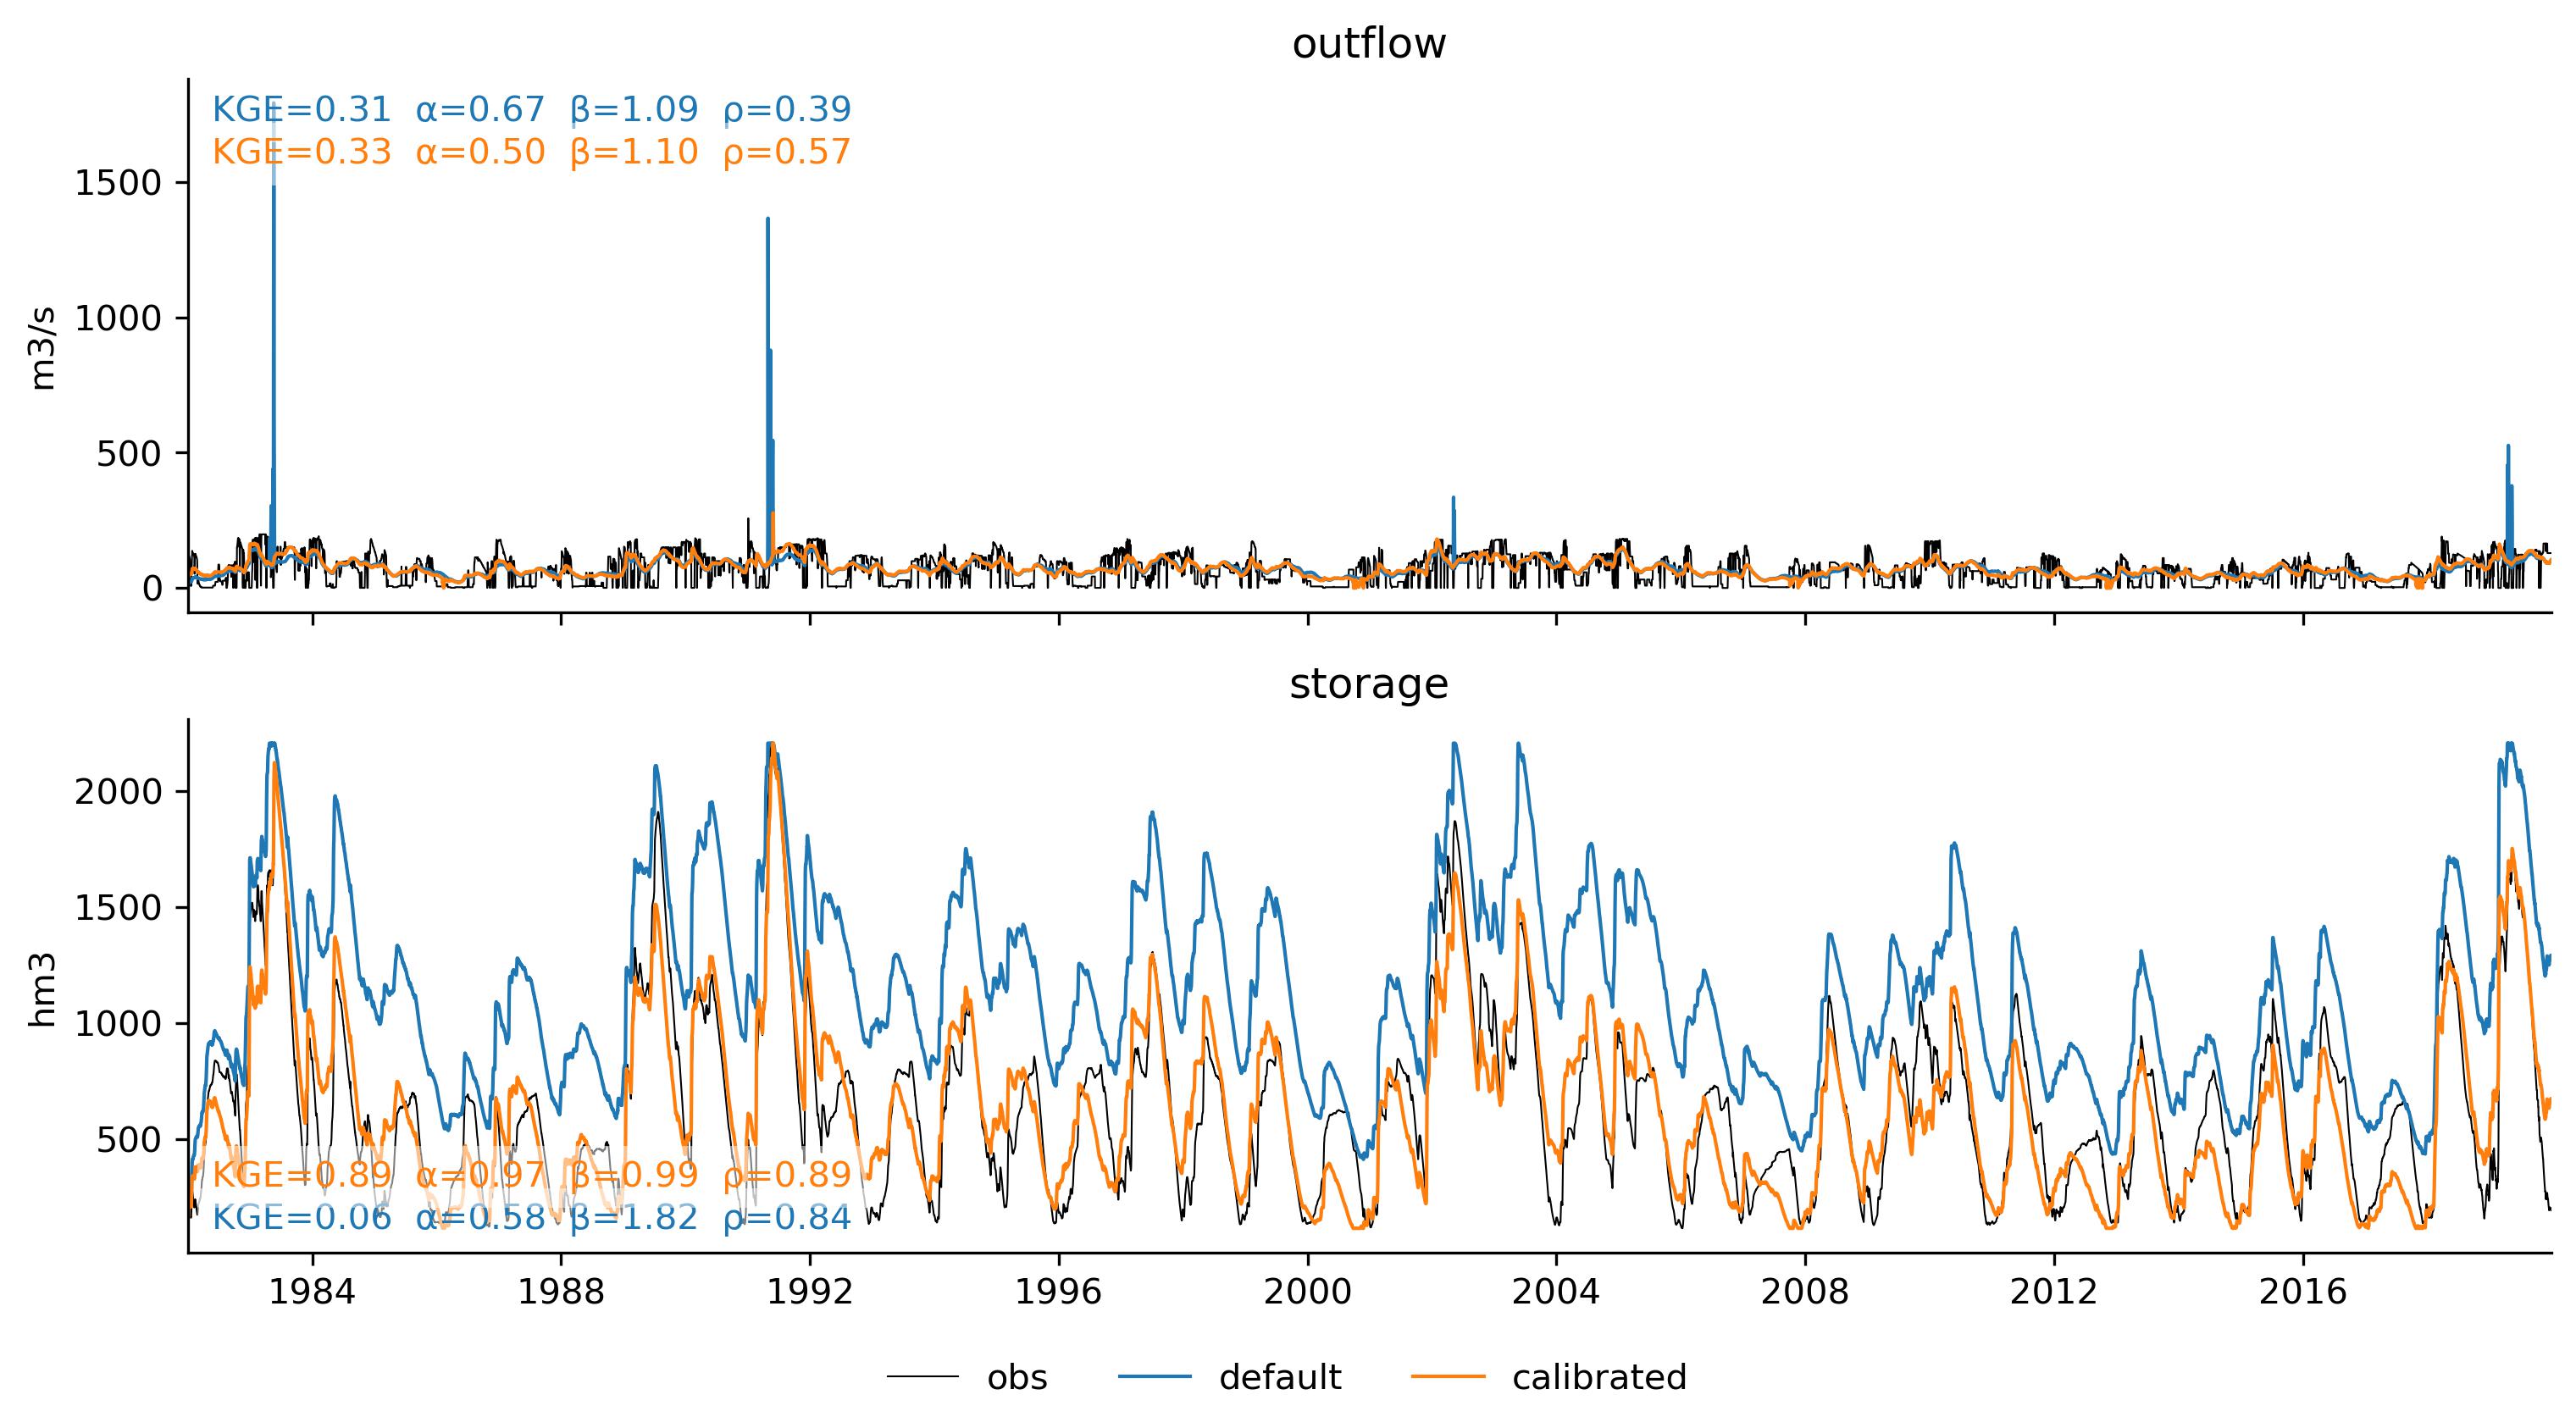 outflow
KGE=0.31 α=0.67 β=1.09 ρ=0.39
KGE=0.33 α=0.50 β=1.10 ρ=0.57
m3/s
1500
1000
500
0
storage
hm3
2000
1500
1000
500
KGE=0.89 α=0.97 β=0.99 ρ=0.89
KGE=0.06 α=0.58 β=1.82 ρ=0.84
1984 1988 1992 1996 2000 2004 2008 2012 2016
obs default calibrated